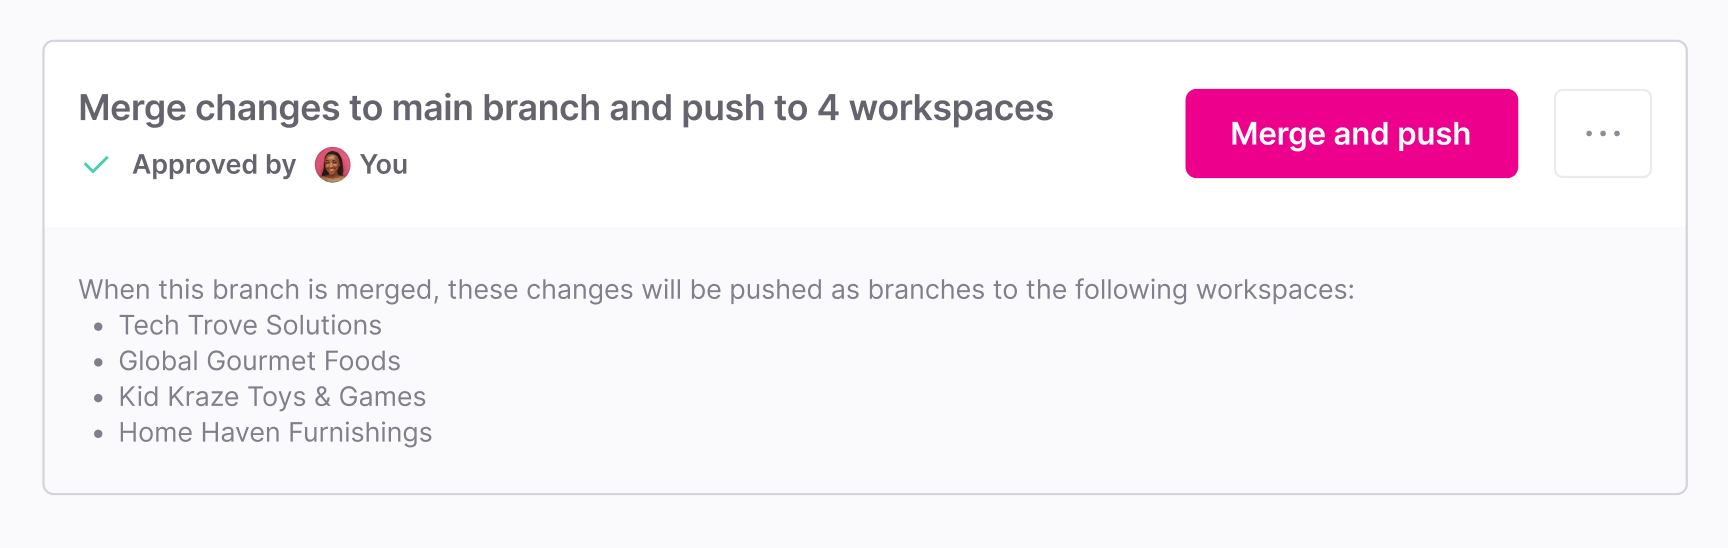 Merge changes to main branch and push to 4 workspaces
Approved by You
Merge and push
When this branch is merged, these changes will be pushed as branches to the following workspaces:
• Tech Trove Solutions
• Global Gourmet Foods
• Kid Kraze Toys & Games
• Home Haven Furnishings